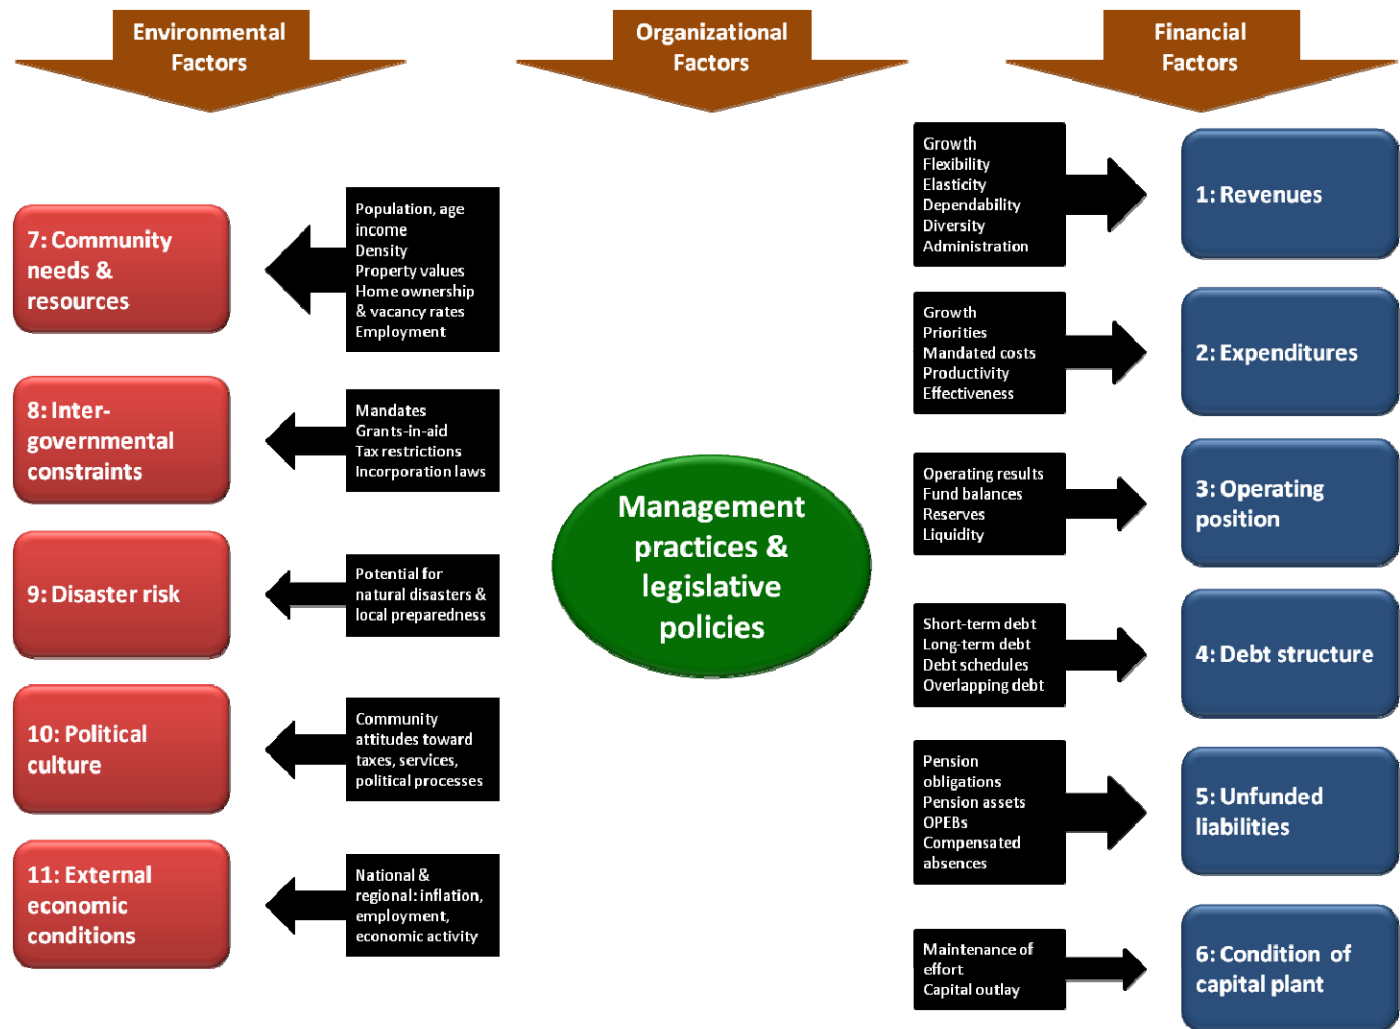 Environmental
Factors
Organizational
Factors
Financial
Factors
7: Community
needs &
resources
Population, age
income
Density
Property values
Home ownership
& vacancy rates
Employment
8: Inter-
governmental
constraints
Mandates
Grants-in-aid
Tax restrictions
Incorporation laws
9: Disaster risk
Potential for
natural disasters &
local preparedness
10: Political
culture
Community
attitudes toward
taxes, services,
political processes
11: External
economic
conditions
National &
regional: inflation,
employment,
economic activity
Management
practices &
legislative
policies
Growth
Flexibility
Elasticity
Dependability
Diversity
Administration
1: Revenues
Growth
Priorities
Mandated costs
Productivity
Effectiveness
2: Expenditures
Operating results
Fund balances
Reserves
Liquidity
3: Operating
position
Short-term debt
Long-term debt
Debt schedules
Overlapping debt
4: Debt structure
Pension
obligations
Pension assets
OPEBs
Compensated
absences
5: Unfunded
liabilities
Maintenance of
effort
Capital outlay
6: Condition of
capital plant